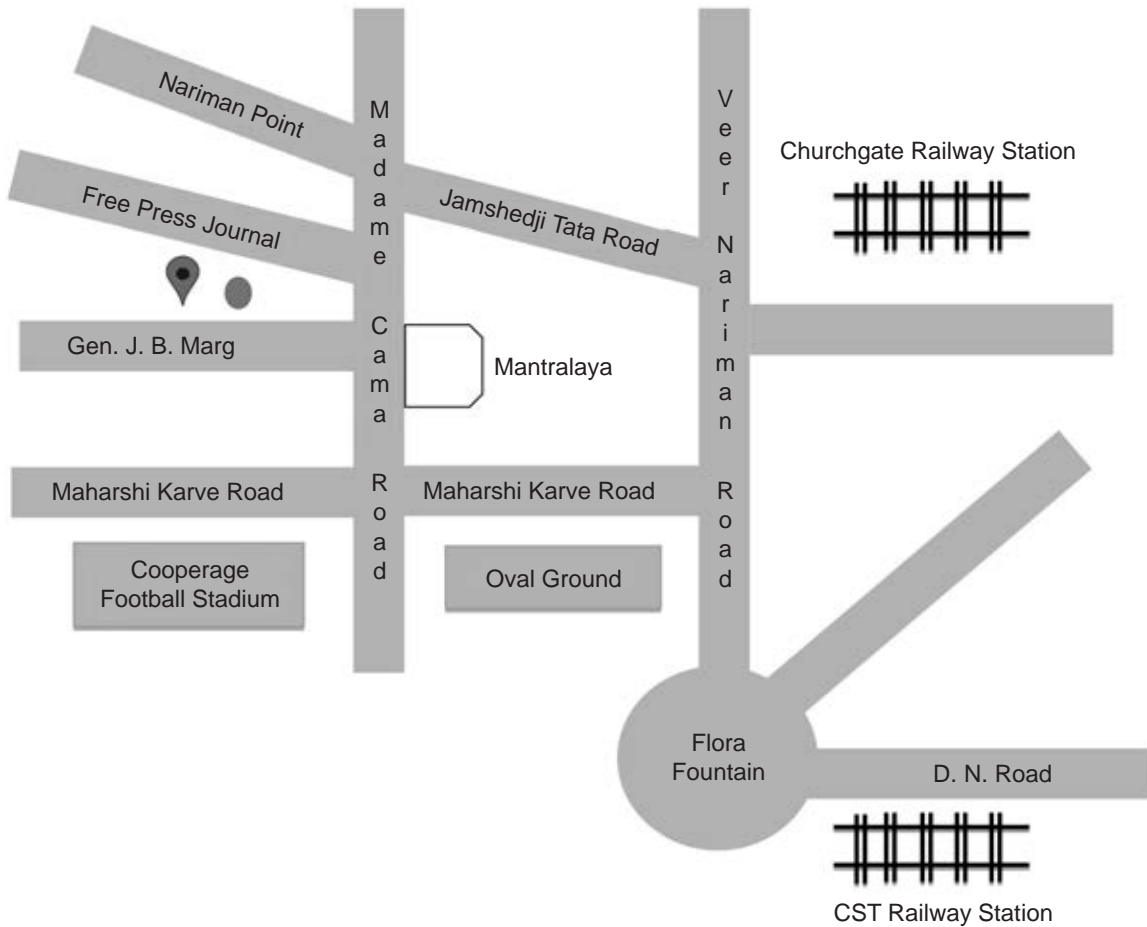 Nariman Point
Madame Cama Road
Veer Nariman Road
Churchgate Railway Station
Free Press Journal
Jamshedji Tata Road
Gen. J. B. Marg
Mantralaya
Maharshi Karve Road
Maharshi Karve Road
Cooperage
Football Stadium
Oval Ground
Flora
Fountain
D. N. Road
CST Railway Station